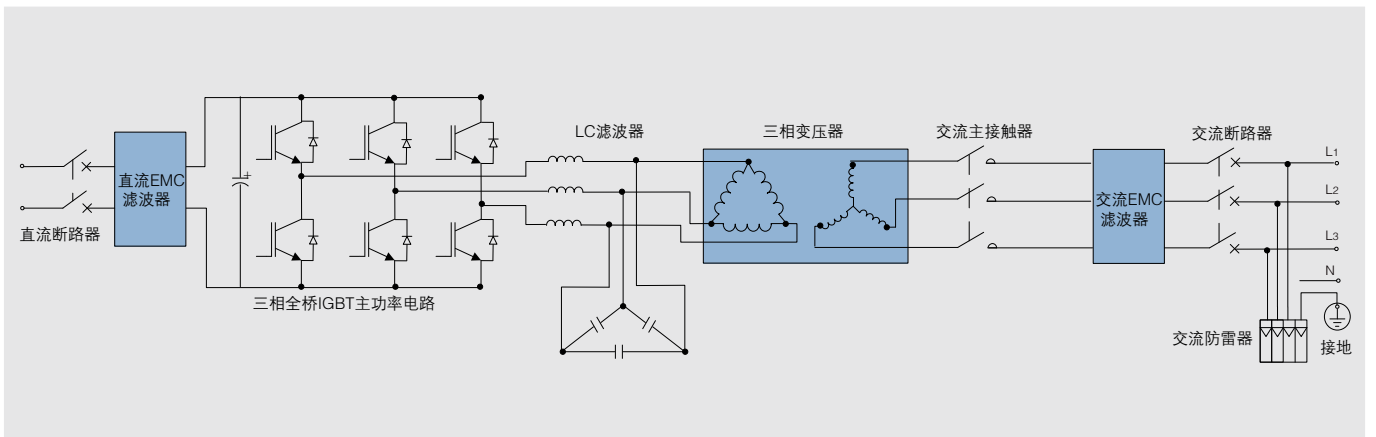 LC滤波器
三相变压器
交流主接触器
交流断路器
L1
直流EMC
滤波器
+
L2
交流EMC
滤波器
直流断路器
L3
N
三相全桥IGBT主功率电路
交流防雷器
接地